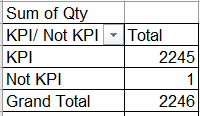 Sum of Qty
KPI/ Not KPI Total
KPI 2245
Not KPI 1
Grand Total 2246